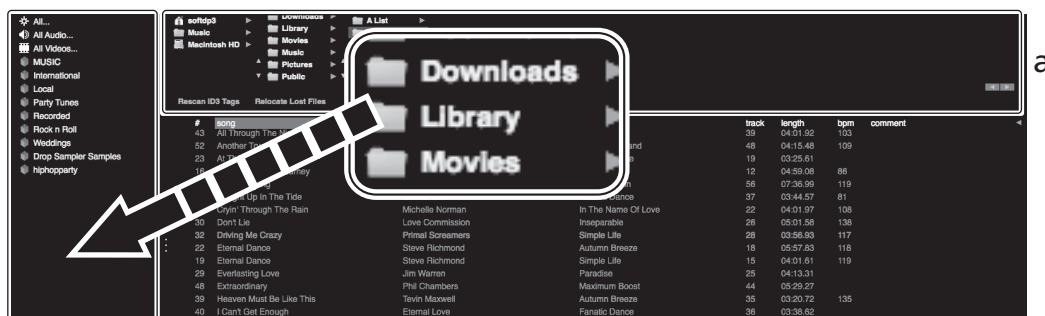 All...
All Audio...
All Videos...
MUSIC
International
Local
Party Tunes
Recorded
Rock n Roll
Weddings
Drop Sampler Samples
hiphopparty
softdp3
Music
Macintosh HD
Downloads
Library
Movies
Music
Pictures
Public
A List
Rescan ID3 Tags Relocate Lost Files
Downloads
Library
Movies
a
# song track length bpm comment
43 All Through The 39 04:01.92 103
52 Another 48 04:15.48 109
23 At 19 03:25.61
16 12 04:59.08 86
56 07:36.99 119
Up In The Tide 37 03:44.57 81
Cryin' Through The Rain Michelle Norman In The Name Of Love 22 04:01.97 108
30 Don't Lie Love Commission Inseparable 26 05:01.58 138
32 Driving Me Crazy Primal Screamers Simple Life 28 03:56.93 117
22 Eternal Dance Steve Richmond Autumn Breeze 18 05:57.83 118
19 Eternal Dance Steve Richmond Simple Life 15 04:01.61 119
29 Everlasting Love Jim Warren Paradise 25 04:13.31
48 Extraordinary Phil Chambers Maximum Boost 44 05:29.27
39 Heaven Must Be Like This Tevin Maxwell Autumn Breeze 35 03:20.72 135
40 I Can't Get Enough Eternal Love Fanatic Dance 36 03:38.62